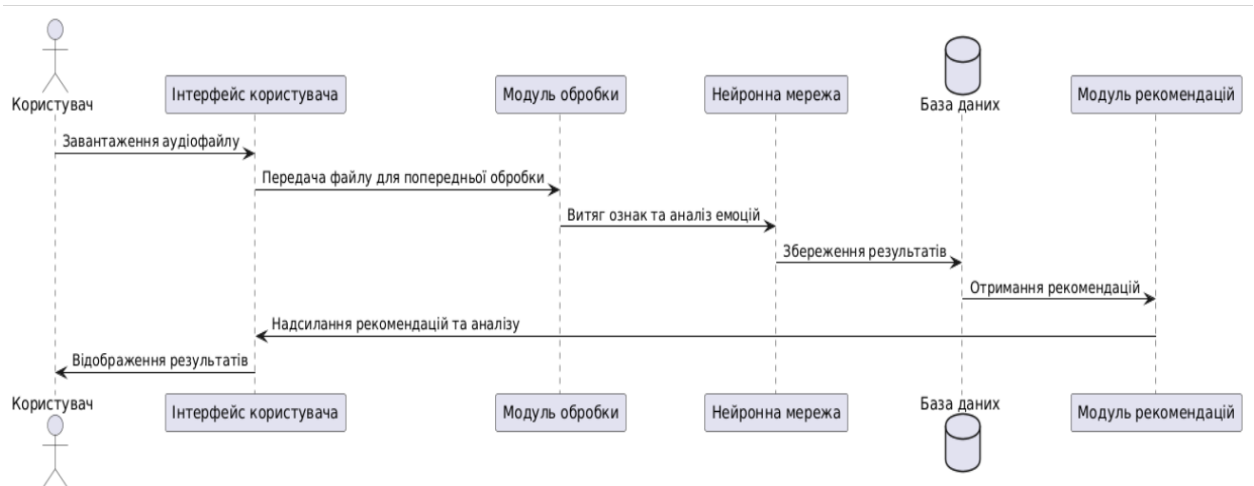 Користувач
Інтерфейс користувача
Модуль обробки
Нейронна мережа
База даних
Модуль рекомендацій
Завантаження аудіофайлу
Передача файлу для попередньої обробки
Витяг ознак та аналіз емоцій
Збереження результатів
Отримання рекомендацій
Надсилання рекомендацій та аналізу
Відображення результатів
Користувач
Інтерфейс користувача
Модуль обробки
Нейронна мережа
База даних
Модуль рекомендацій